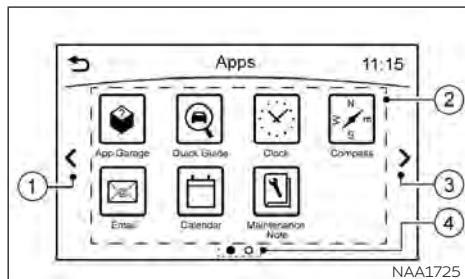 Apps 11:15
App Garage Quick Guide Clock Compass
N
W E
S
Email Calendar Maintenance
Note
1
2
3
4
NAA1725